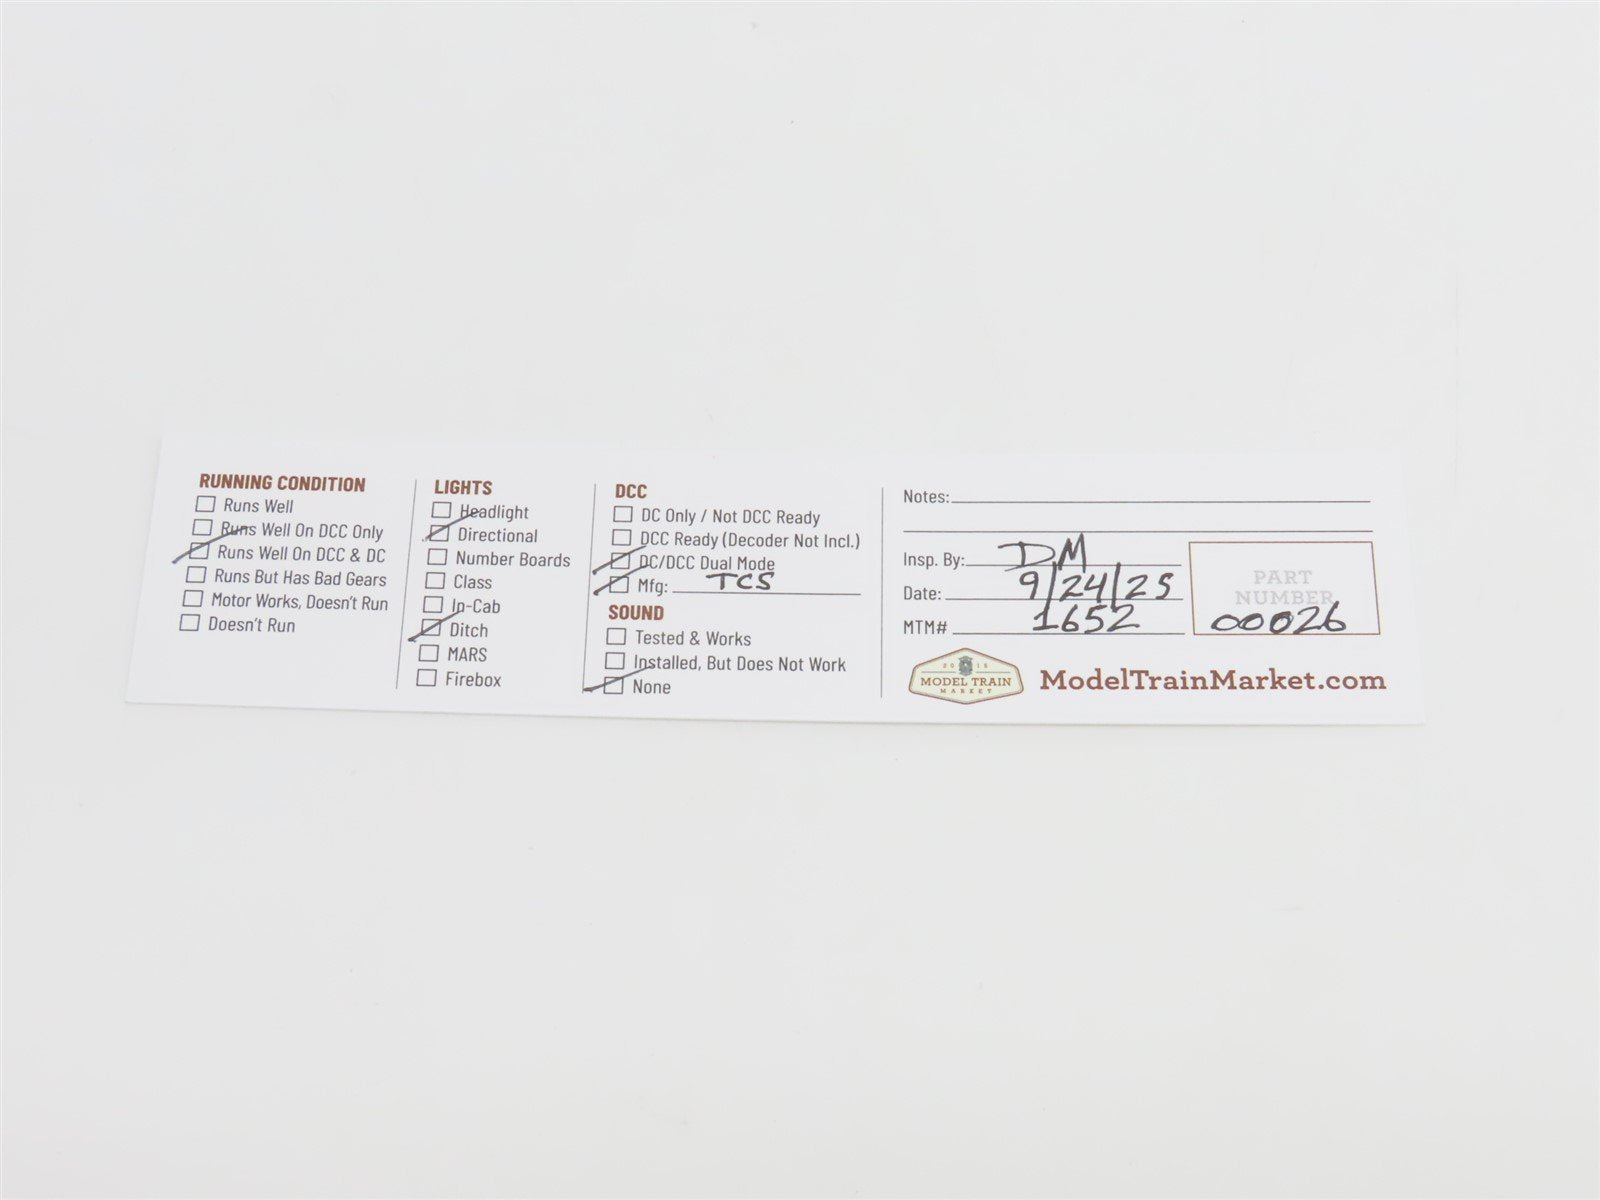 RUNNING CONDITION
Runs Well
Runs Well On DCC Only
Runs Well On DCC & DC
Runs But Has Bad Gears
Motor Works, Doesn't Run
Doesn't Run
LIGHTS
Headlight
Directional
Number Boards
Class
In-Cab
Ditch
MARS
Firebox
DCC
DC Only / Not DCC Ready
DCC Ready (Decoder Not Incl.)
DC/DCC Dual Mode
Mfg: TCS
SOUND
Tested & Works
Installed, But Does Not Work
None
Notes:
Insp. By: DM
Date: 9/24/25
MTM# 1652
PART
NUMBER
00026
2015
MODEL TRAIN
MARKET
ModelTrainMarket.com